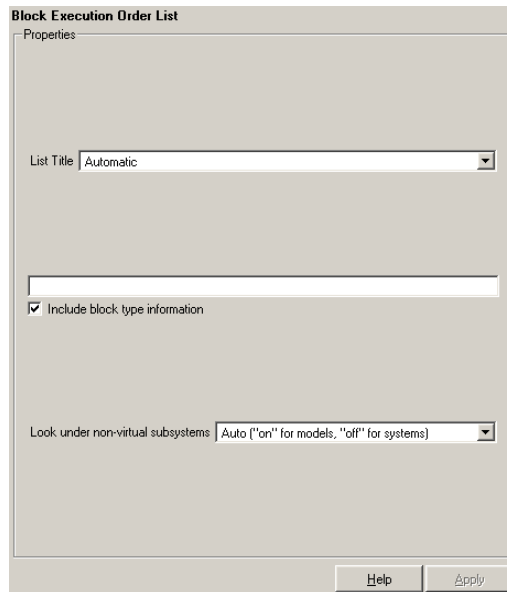 Block Execution Order List
Properties
List Title Automatic
Include block type information
Look under non-virtual subsystems Auto ("on" for models, "off" for systems)
Help Apply